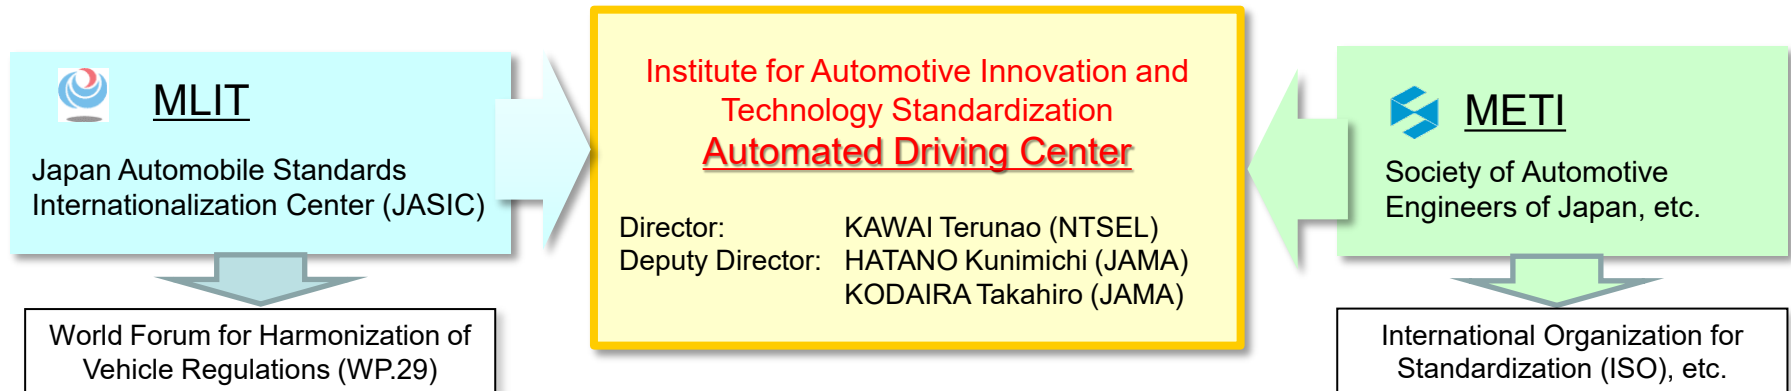 MLIT
Japan Automobile Standards
Internationalization Center (JASIC)
World Forum for Harmonization of
Vehicle Regulations (WP.29)
Institute for Automotive Innovation and
Technology Standardization
Automated Driving Center
Director: KAWAI Terunao (NTSEL)
Deputy Director: HATANO Kunimichi (JAMA)
KODAIRA Takahiro (JAMA)
METI
Society of Automotive
Engineers of Japan, etc.
International Organization for
Standardization (ISO), etc.